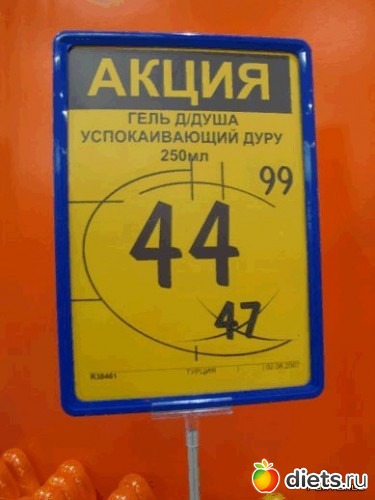 АКЦИЯ
ГЕЛЬ Д/ДУША
УСПОКАИВАЮЩИЙ ДУРУ
250мл
99
44
47
ТУРЦИЯ
diets.ru